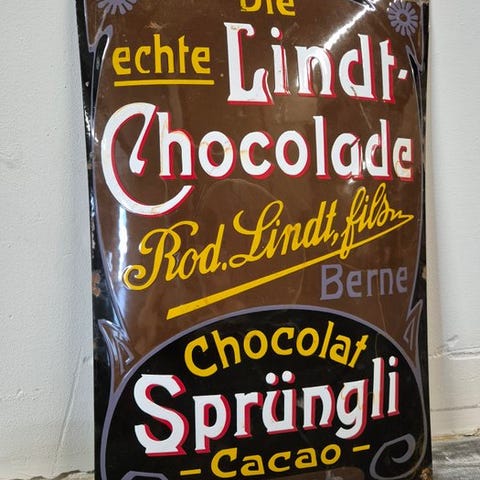 Die
echte Lindt-
Chocolade
Rod. Lindt, fils
Berne
Chocolat
Sprüngli
- Cacao -